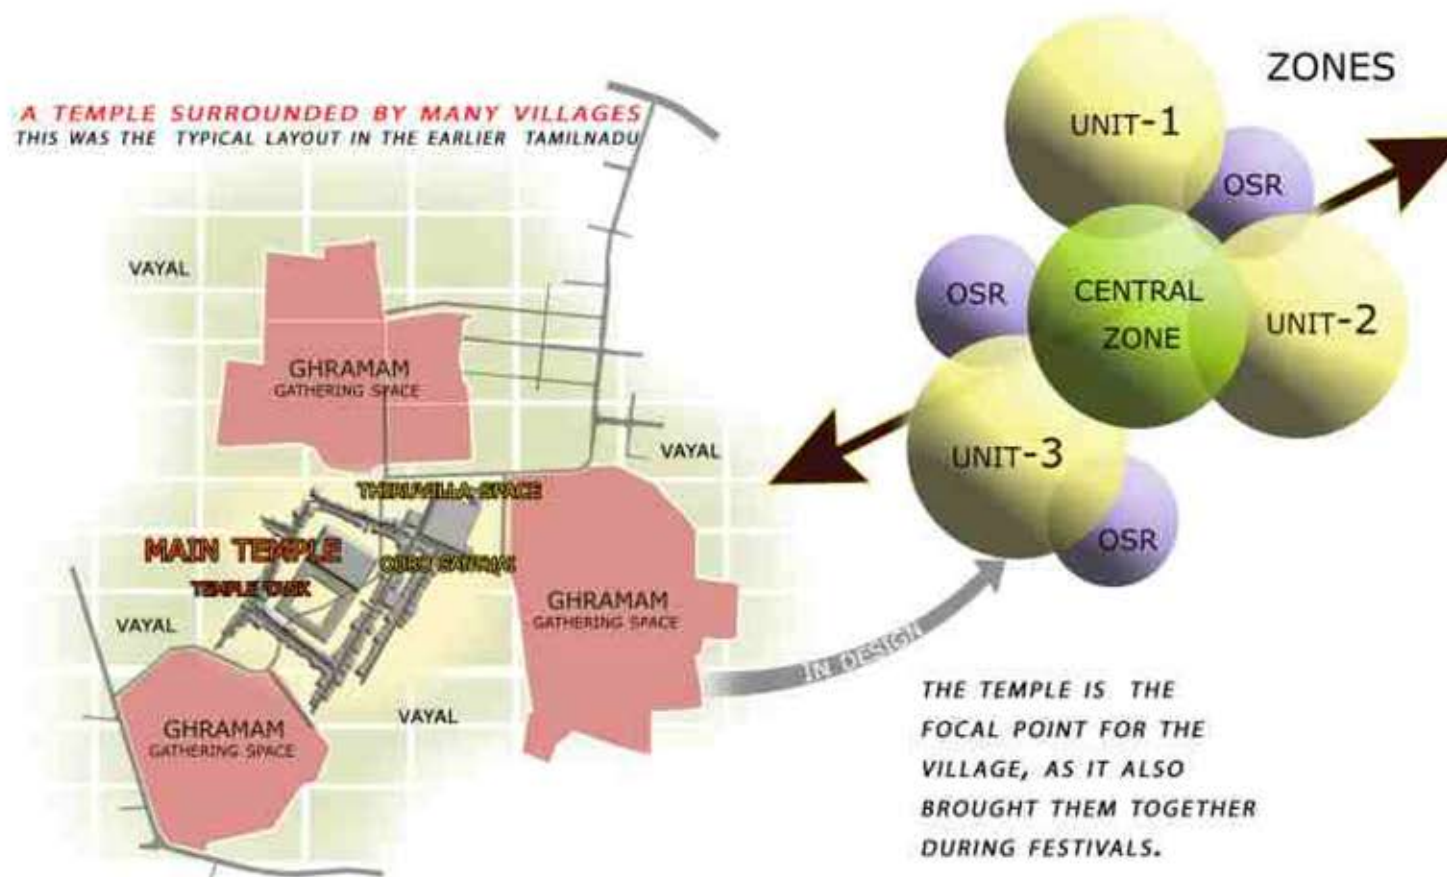 A TEMPLE SURROUNDED BY MANY VILLAGES
THIS WAS THE TYPICAL LAYOUT IN THE EARLIER TAMILNADU
VAYAL
GHRAMAM
GATHERING SPACE
VAYAL
THIRUVILLA SPACE
MAIN TEMPLE
TEMPLE TANK
GHRAMAM
GATHERING SPACE
VAYAL
GHRAMAM
GATHERING SPACE
VAYAL
IN DESIGN
ZONES
UNIT-1
OSR
OSR
CENTRAL
ZONE
UNIT-2
UNIT-3
OSR
THE TEMPLE IS THE
FOCAL POINT FOR THE
VILLAGE, AS IT ALSO
BROUGHT THEM TOGETHER
DURING FESTIVALS.